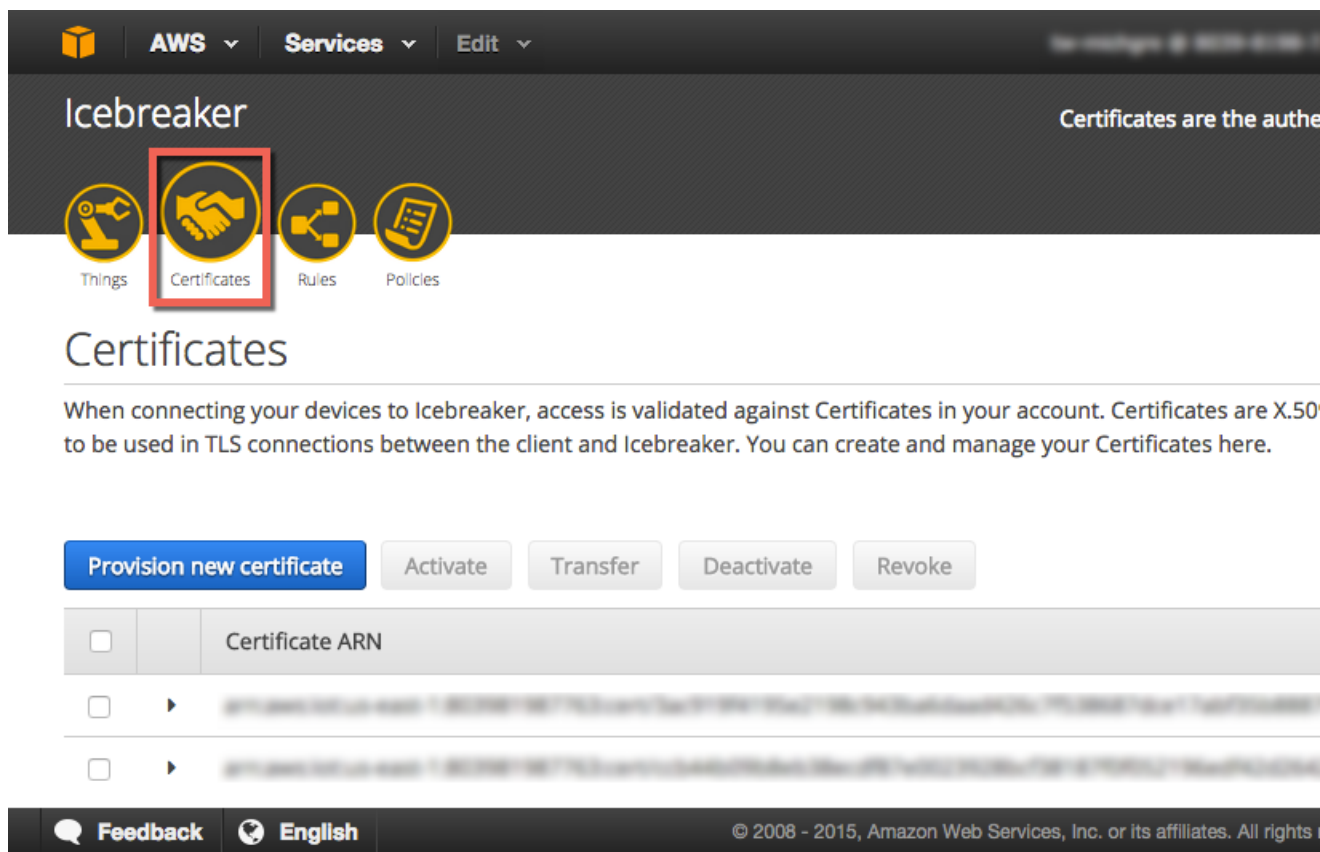 AWS Services Edit
Icebreaker
Certificates are the authe
Things Certificates Rules Policies
Certificates
When connecting your devices to Icebreaker, access is validated against Certificates in your account. Certificates are X.50
to be used in TLS connections between the client and Icebreaker. You can create and manage your Certificates here.
Provision new certificate Activate Transfer Deactivate Revoke
Certificate ARN
Feedback English © 2008 - 2015, Amazon Web Services, Inc. or its affiliates. All rights